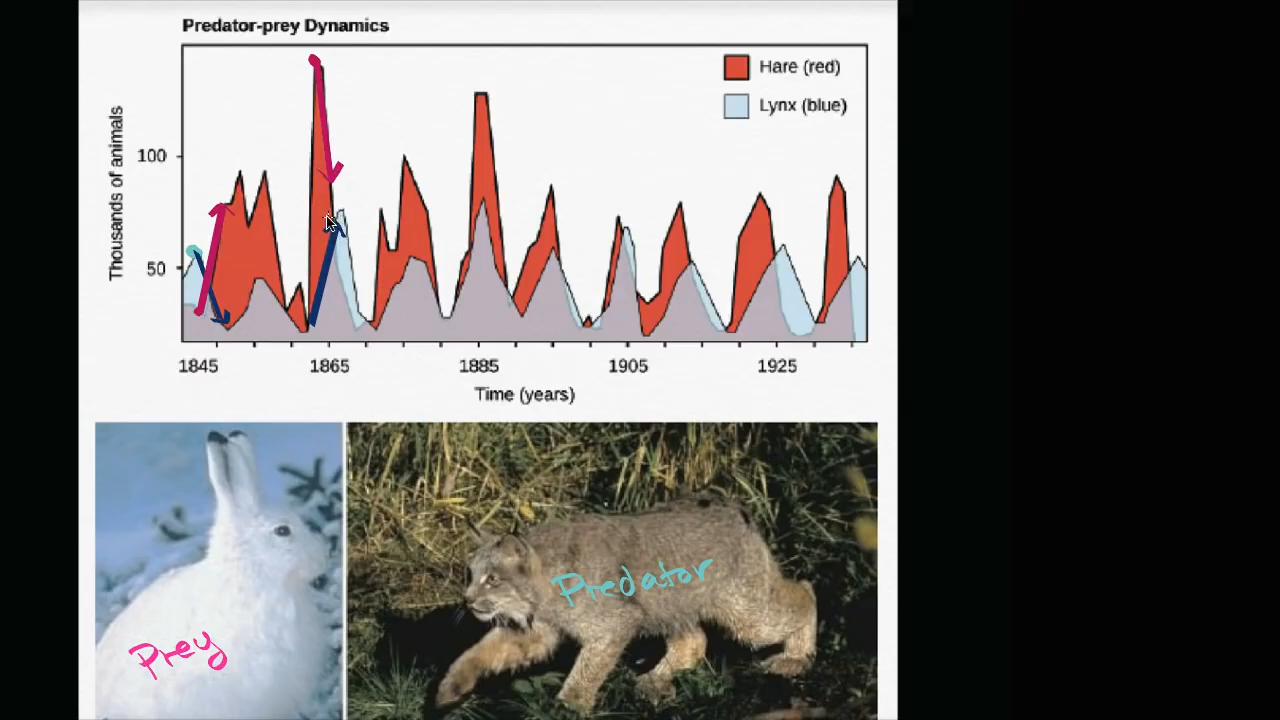 Predator-prey Dynamics
Hare (red)
Lynx (blue)
Thousands of animals
100
50
1845
1865
1885
1905
1925
Time (years)
Prey
Predator